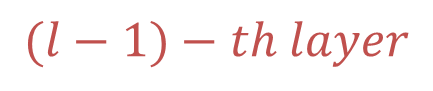 (l − 1) − th layer